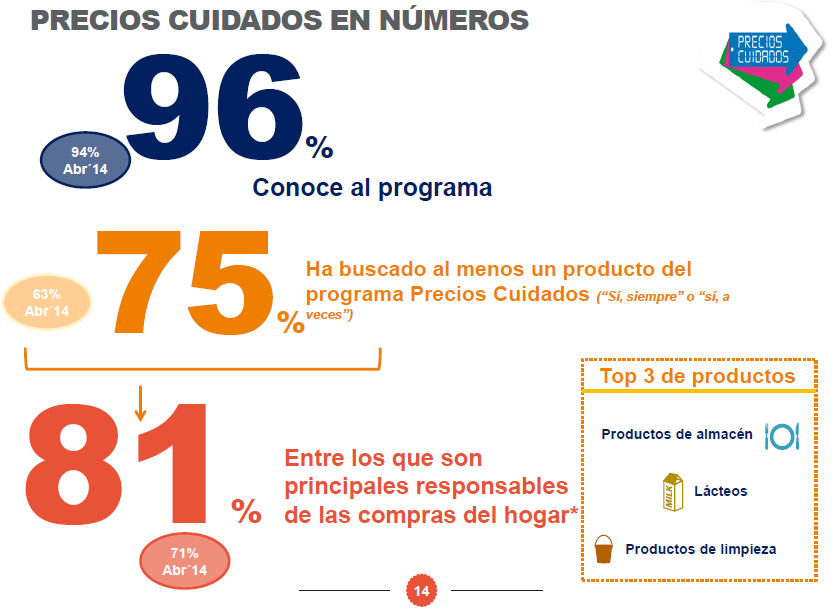 PRECIOS CUIDADOS EN NÚMEROS
PRECIOS
CUIDADOS
96%
94%
Abr´14
Conoce al programa
75%
63%
Abr´14
Ha buscado al menos un producto del
programa Precios Cuidados (“Sí, siempre” o “sí, a
veces”)
81%
71%
Abr´14
Entre los que son
principales responsables
de las compras del hogar*
Top 3 de productos
Productos de almacén
MILK
Lácteos
Productos de limpieza
14